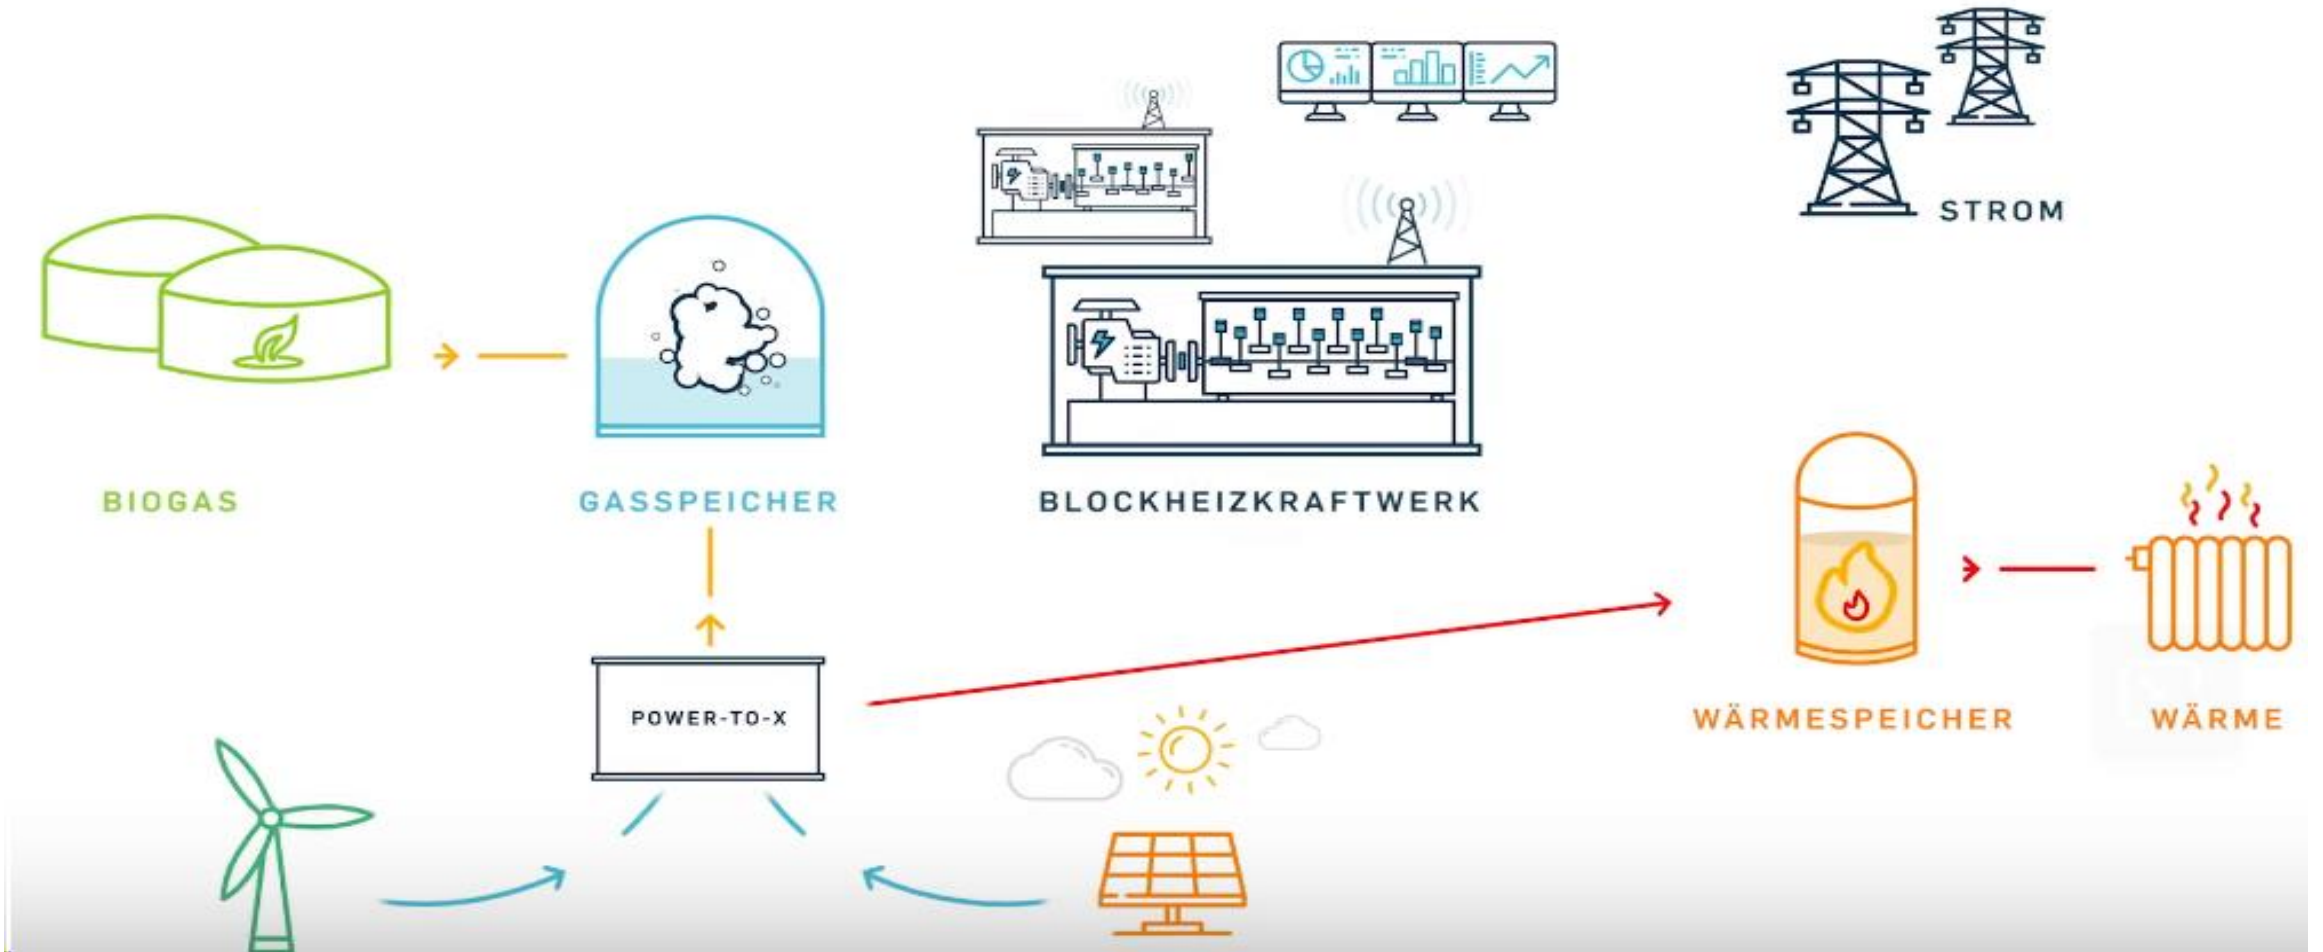 STROM
BIOGAS
GASSPEICHER
BLOCKHEIZKRAFTWERK
POWER-TO-X
WÄRMESPEICHER
WÄRME